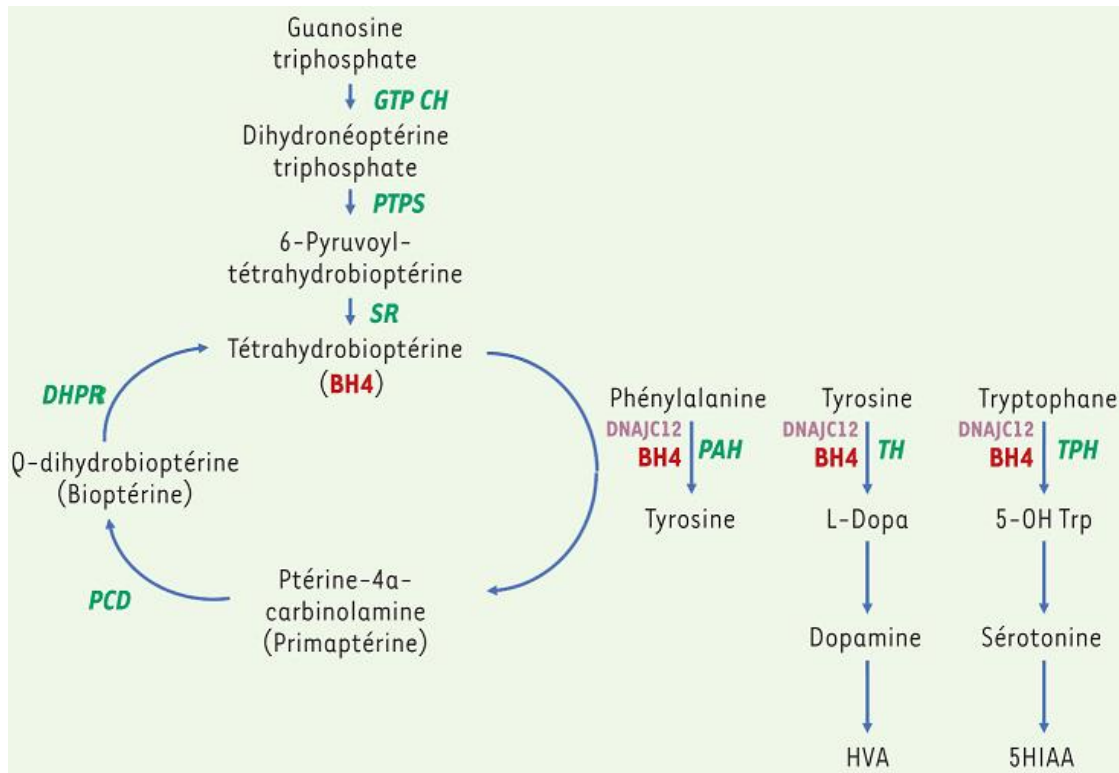 Guanosine
triphosphate
GTP CH
Dihydronéoptérine
triphosphate
PTPS
6-Pyruvoyl-
tétrahydrobioptérine
SR
Tétrahydrobioptérine
(BH4)
DHPR
Q-dihydrobioptérine
(Bioptérine)
PCD
Ptérine-4a-
carbinolamine
(Primaptérine)
Phénylalanine
DNAJC12
BH4 PAH
Tyrosine
Tyrosine
DNAJC12
BH4 TH
L-Dopa
Dopamine
HVA
Tryptophane
DNAJC12
BH4 TPH
5-OH Trp
Sérotonine
5HIAA